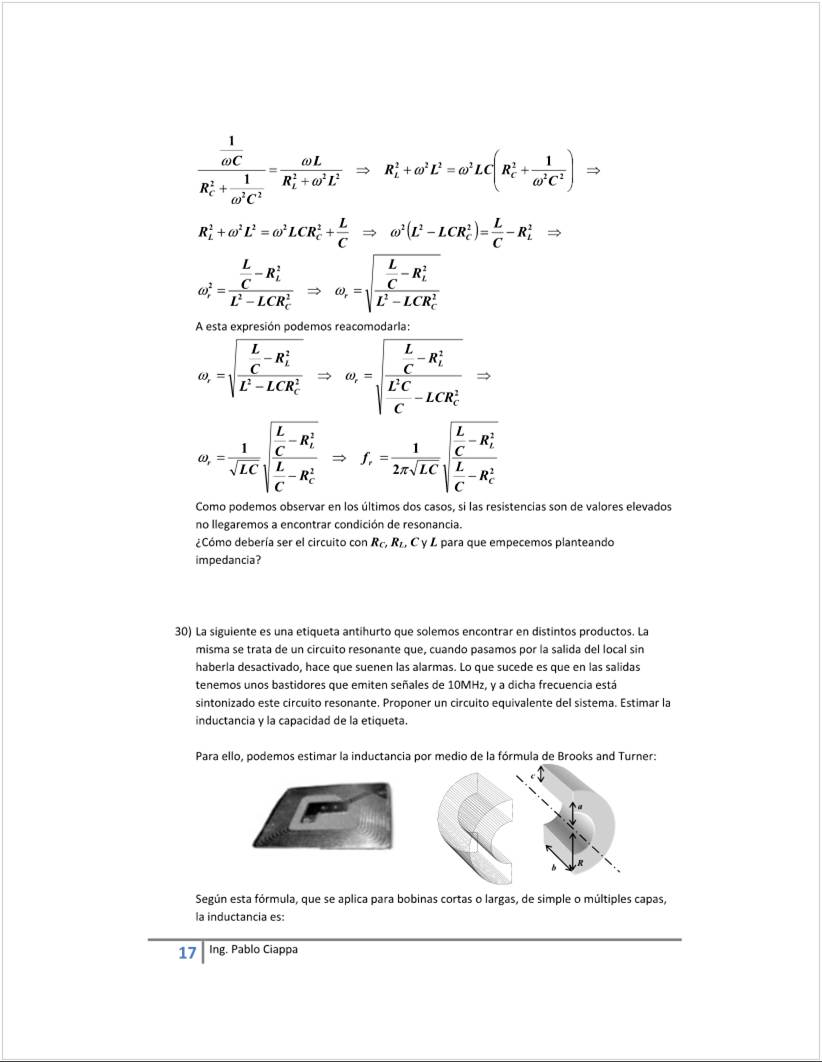 \frac{\frac{1}{\omega C}}{R_C^2 + \frac{1}{\omega^2 C^2}} = \frac{\omega L}{R_L^2 + \omega^2 L^2} ⇒ R_L^2 + \omega^2 L^2 = \omega^2 LC \left( R_C^2 + \frac{1}{\omega^2 C^2} \right) ⇒
R_L^2 + \omega^2 L^2 = \omega^2 LCR_C^2 + \frac{L}{C} ⇒ \omega^2 (L^2 - LCR_C^2) = \frac{L}{C} - R_L^2 ⇒
\omega_r^2 = \frac{\frac{L}{C} - R_L^2}{L^2 - LCR_C^2} ⇒ \omega_r = \sqrt{\frac{\frac{L}{C} - R_L^2}{L^2 - LCR_C^2}}
A esta expresión podemos reacomodarla:
\omega_r = \sqrt{\frac{\frac{L}{C} - R_L^2}{L^2 - LCR_C^2}} ⇒ \omega_r = \sqrt{\frac{\frac{L}{C} - R_L^2}{\frac{L^2 C}{C} - LCR_C^2}} ⇒
\omega_r = \frac{1}{\sqrt{LC}} \sqrt{\frac{\frac{L}{C} - R_L^2}{\frac{L}{C} - R_C^2}} ⇒ f_r = \frac{1}{2\pi\sqrt{LC}} \sqrt{\frac{\frac{L}{C} - R_L^2}{\frac{L}{C} - R_C^2}}
Como podemos observar en los últimos dos casos, si las resistencias son de valores elevados
no llegaremos a encontrar condición de resonancia.
¿Cómo debería ser el circuito con R_C, R_L, C y L para que empecemos planteando
impedancia?
30) La siguiente es una etiqueta antihurto que solemos encontrar en distintos productos. La
misma se trata de un circuito resonante que, cuando pasamos por la salida del local sin
haberla desactivado, hace que suenen las alarmas. Lo que sucede es que en las salidas
tenemos unos bastidores que emiten señales de 10MHz, y a dicha frecuencia está
sintonizado este circuito resonante. Proponer un circuito equivalente del sistema. Estimar la
inductancia y la capacidad de la etiqueta.
Para ello, podemos estimar la inductancia por medio de la fórmula de Brooks and Turner:
c
a
b
R
Según esta fórmula, que se aplica para bobinas cortas o largas, de simple o múltiples capas,
la inductancia es:
17 Ing. Pablo Ciappa